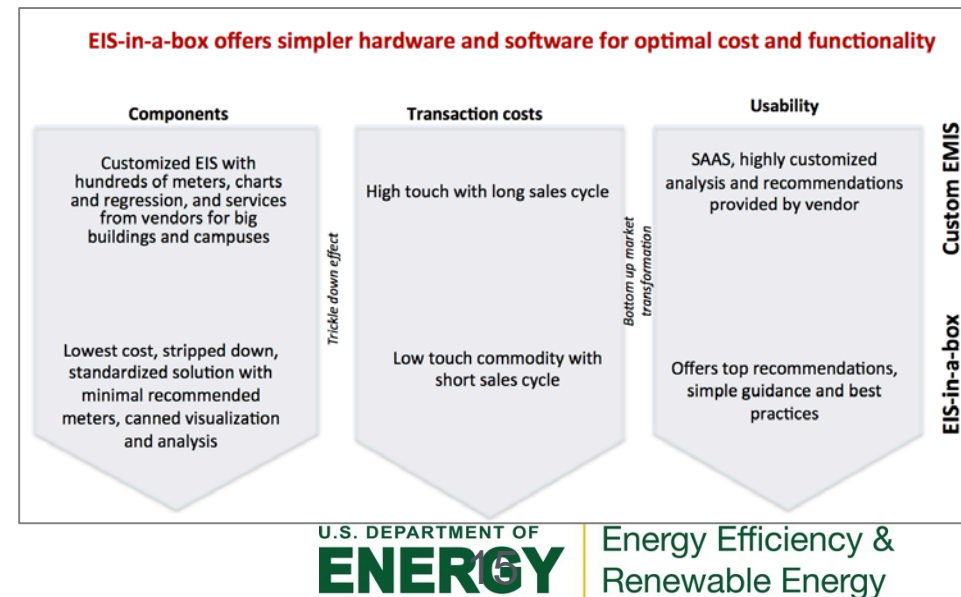 EIS-in-a-box offers simpler hardware and software for optimal cost and functionality
Components
Customized EIS with
hundreds of meters, charts
and regression, and services
from vendors for big
buildings and campuses
Lowest cost, stripped down,
standardized solution with
minimal recommended
meters, canned visualization
and analysis
Trickle down effect
Transaction costs
High touch with long sales cycle
Low touch commodity with
short sales cycle
Bottom up market
transformation
Usability
SAAS, highly customized
analysis and recommendations
provided by vendor
Offers top recommendations,
simple guidance and best
practices
Custom EMIS
EIS-in-a-box
U.S. DEPARTMENT OF
ENERGY
15
Energy Efficiency &
Renewable Energy